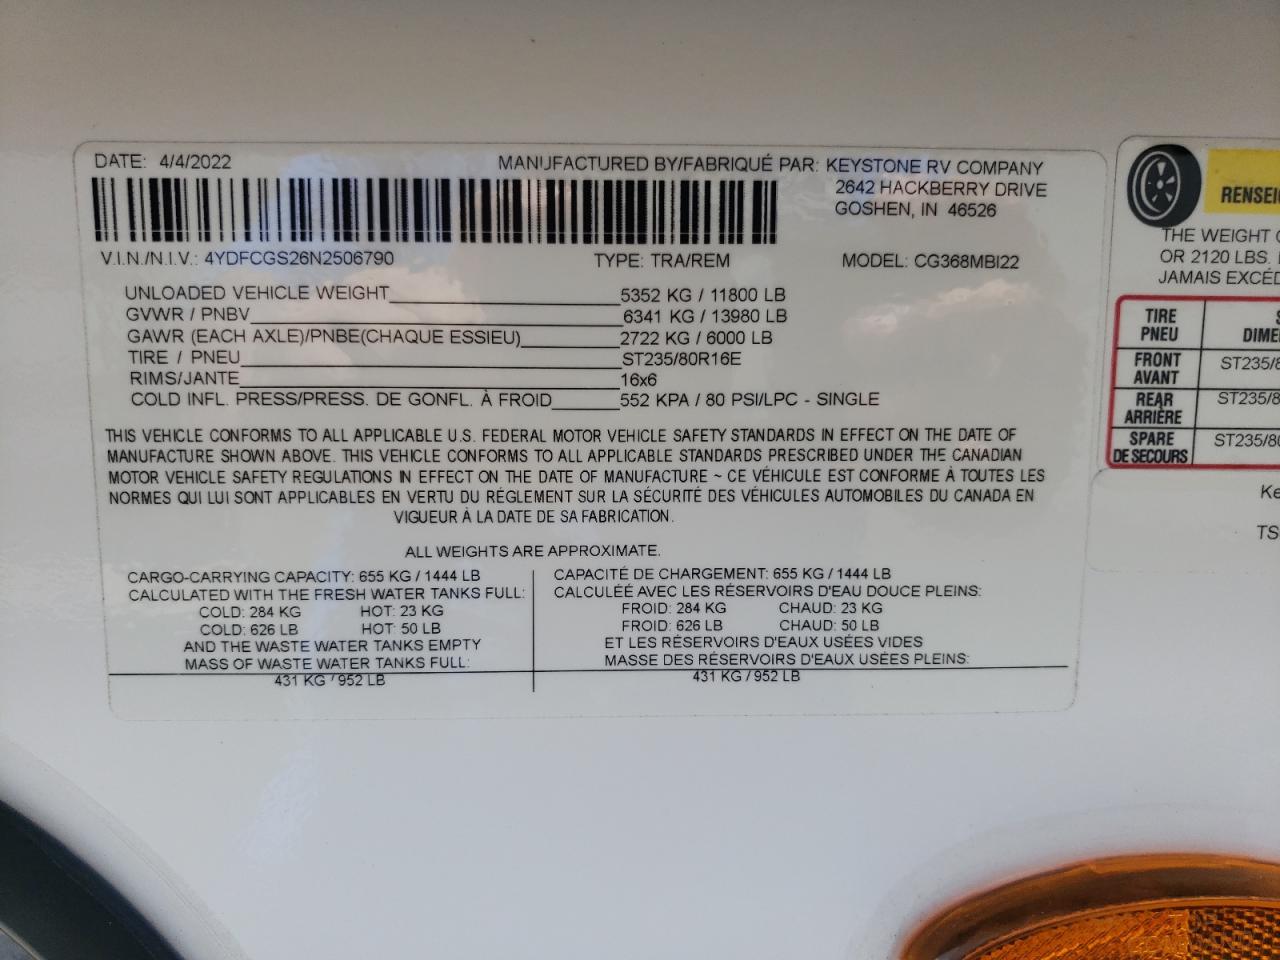 DATE: 4/4/2022
MANUFACTURED BY/FABRIQUÉ PAR: KEYSTONE RV COMPANY
2642 HACKBERRY DRIVE
GOSHEN, IN 46526
V.I.N./N.I.V.: 4YDFCGS26N2506790 TYPE: TRA/REM MODEL: CG368MBI22
UNLOADED VEHICLE WEIGHT 5352 KG / 11800 LB
GVWR / PNBV 6341 KG / 13980 LB
GAWR (EACH AXLE)/PNBE(CHAQUE ESSIEU) 2722 KG / 6000 LB
TIRE / PNEU ST235/80R16E
RIMS/JANTE 16x6
COLD INFL. PRESS/PRESS. DE GONFL. À FROID 552 KPA / 80 PSI/LPC - SINGLE
THIS VEHICLE CONFORMS TO ALL APPLICABLE U.S. FEDERAL MOTOR VEHICLE SAFETY STANDARDS IN EFFECT ON THE DATE OF
MANUFACTURE SHOWN ABOVE. THIS VEHICLE CONFORMS TO ALL APPLICABLE STANDARDS PRESCRIBED UNDER THE CANADIAN
MOTOR VEHICLE SAFETY REGULATIONS IN EFFECT ON THE DATE OF MANUFACTURE ~ CE VÉHICULE EST CONFORME À TOUTES LES
NORMES QUI LUI SONT APPLICABLES EN VERTU DU RÉGLEMENT SUR LA SÉCURITÉ DES VÉHICULES AUTOMOBILES DU CANADA EN
VIGUEUR À LA DATE DE SA FABRICATION.
ALL WEIGHTS ARE APPROXIMATE.
CARGO-CARRYING CAPACITY: 655 KG / 1444 LB
CALCULATED WITH THE FRESH WATER TANKS FULL:
COLD: 284 KG HOT: 23 KG
COLD: 626 LB HOT: 50 LB
AND THE WASTE WATER TANKS EMPTY
MASS OF WASTE WATER TANKS FULL:
431 KG / 952 LB
CAPACITÉ DE CHARGEMENT: 655 KG / 1444 LB
CALCULÉE AVEC LES RÉSERVOIRS D'EAU DOUCE PLEINS:
FROID: 284 KG CHAUD: 23 KG
FROID: 626 LB CHAUD: 50 LB
ET LES RÉSERVOIRS D'EAUX USÉES VIDES
MASSE DES RÉSERVOIRS D'EAUX USÉES PLEINS:
431 KG / 952 LB
RENSEI
THE WEIGHT
OR 2120 LBS.
JAMAIS EXCÉD
TIRE
PNEU DIME
FRONT
AVANT ST235/8
REAR
ARRIÈRE ST235/8
SPARE
DE SECOURS ST235/80
Ke
TS